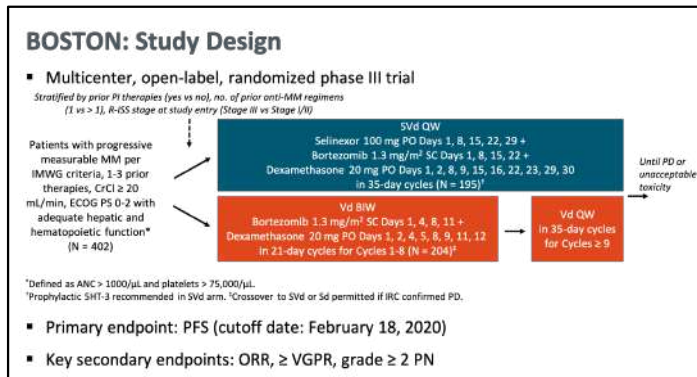 BOSTON: Study Design
▪ Multicenter, open-label, randomized phase III trial
Stratified by prior PI therapies (yes vs no), no. of prior anti-MM regimens
(1 vs > 1), R-ISS stage at study entry (Stage III vs Stage I/II)
Patients with progressive
measurable MM per
IMWG criteria, 1-3 prior
therapies, CrCl ≥ 20
mL/min, ECOG PS 0-2 with
adequate hepatic and
hematopoietic function*
(N = 402)
SVd QW
Selinexor 100 mg PO Days 1, 8, 15, 22, 29 +
Bortezomib 1.3 mg/m² SC Days 1, 8, 15, 22 +
Dexamethasone 20 mg PO Days 1, 2, 8, 9, 15, 16, 22, 23, 29, 30
in 35-day cycles (N = 195)†
Vd BIW
Bortezomib 1.3 mg/m² SC Days 1, 4, 8, 11 +
Dexamethasone 20 mg PO Days 1, 2, 4, 5, 8, 9, 11, 12
in 21-day cycles for Cycles 1-8 (N = 204)‡
Vd QW
in 35-day cycles
for Cycles ≥ 9
Until PD or
unacceptable
toxicity
*Defined as ANC > 1000/μL and platelets > 75,000/μL.
†Prophylactic 5HT-3 recommended in SVd arm. ‡Crossover to SVd or Sd permitted if IRC confirmed PD.
▪ Primary endpoint: PFS (cutoff date: February 18, 2020)
▪ Key secondary endpoints: ORR, ≥ VGPR, grade ≥ 2 PN